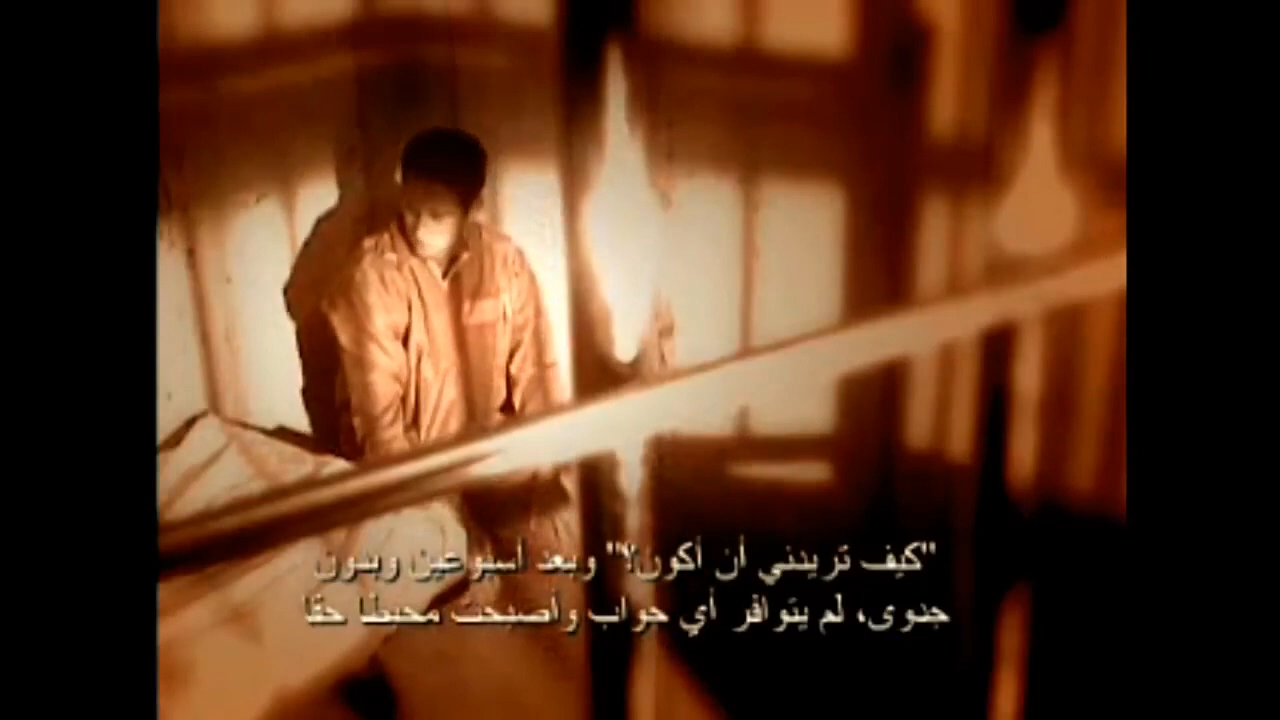 "كيف تريدني أن أكون؟" وبعد أسبوعين وبدون
جدوى، لم يتوافر أي جواب وأصبحت محبطا حقا